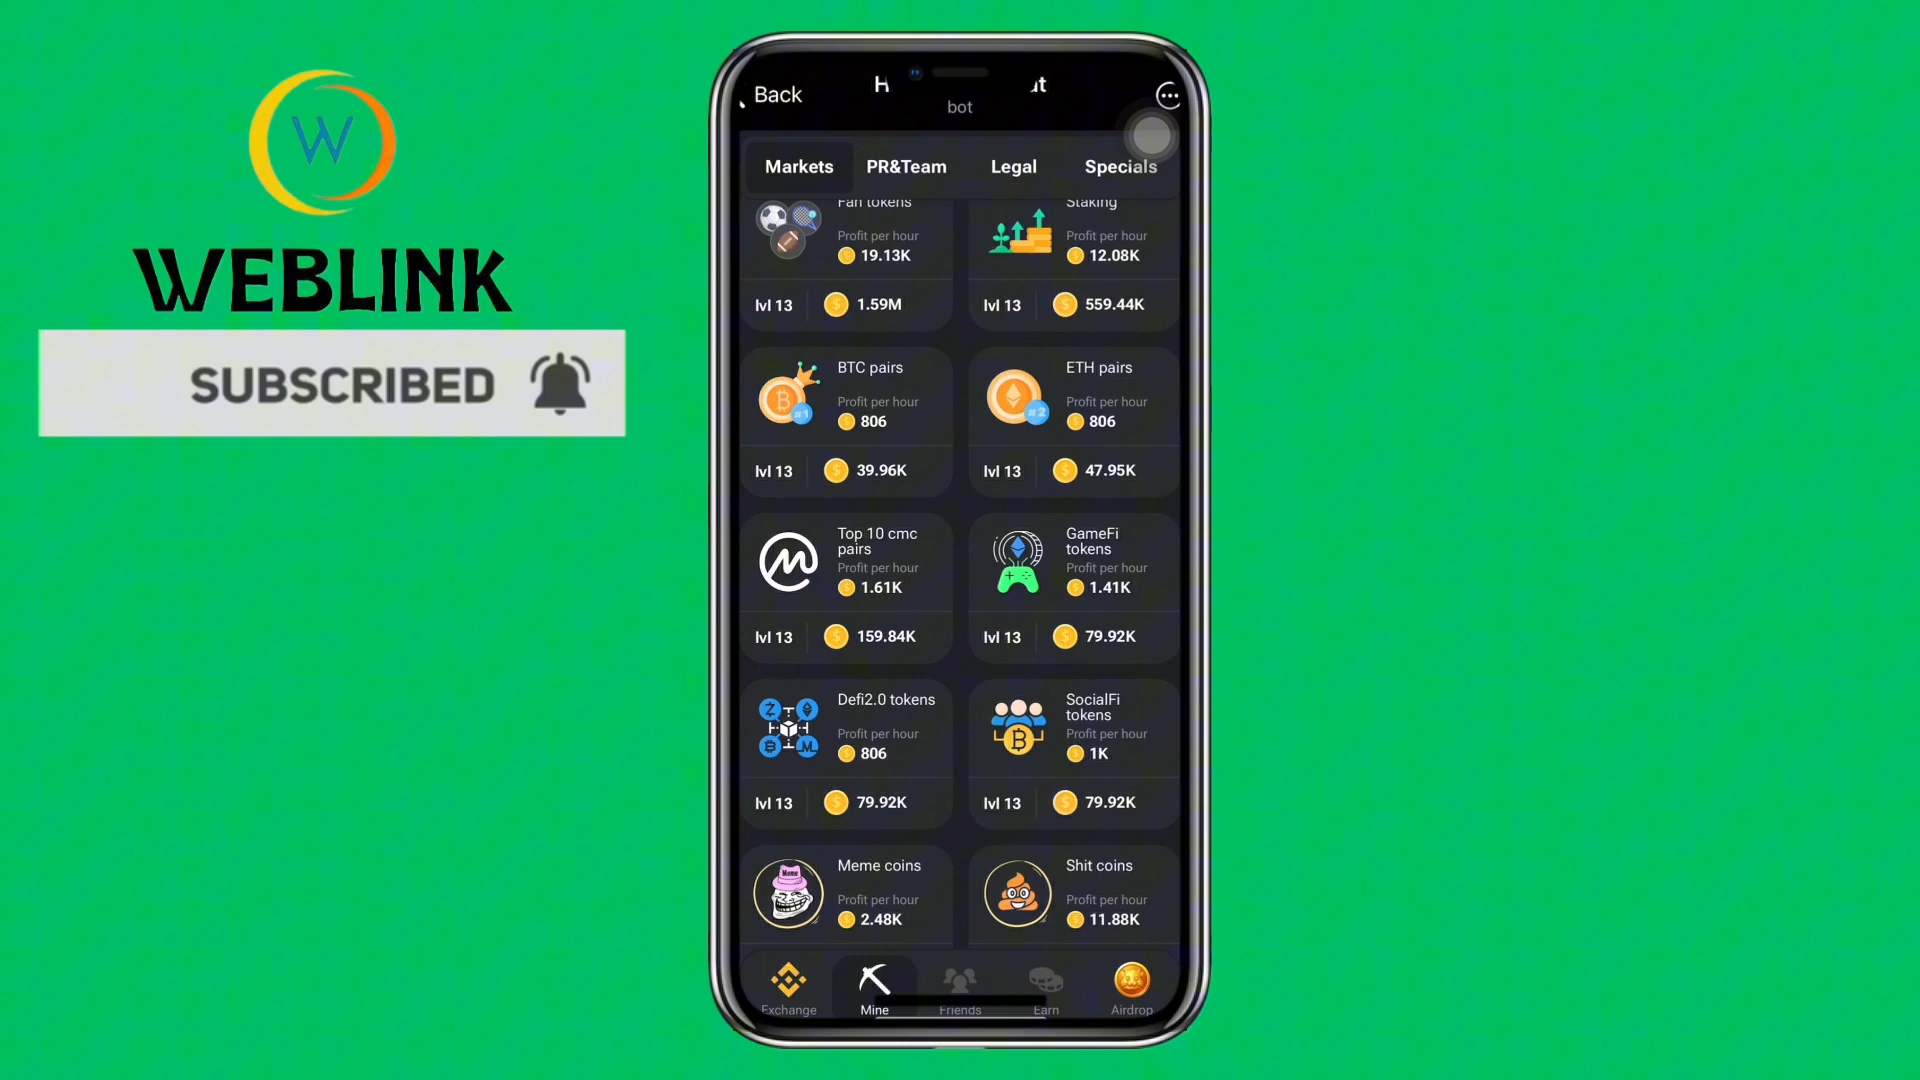 W
WEBLINK
SUBSCRIBED
Back
bot
Markets PR&Team Legal Specials
Fan tokens
Profit per hour
19.13K
lvl 13 1.59M
Staking
Profit per hour
12.08K
lvl 13 559.44K
BTC pairs
#1
Profit per hour
806
lvl 13 39.96K
ETH pairs
#2
Profit per hour
806
lvl 13 47.95K
Top 10 cmc
pairs
Profit per hour
1.61K
lvl 13 159.84K
GameFi
tokens
Profit per hour
1.41K
lvl 13 79.92K
Defi2.0 tokens
Profit per hour
806
lvl 13 79.92K
SocialFi
tokens
Profit per hour
1K
lvl 13 79.92K
Meme coins
Meme
Profit per hour
2.48K
Shit coins
Profit per hour
11.88K
Exchange Mine Friends Earn Airdrop